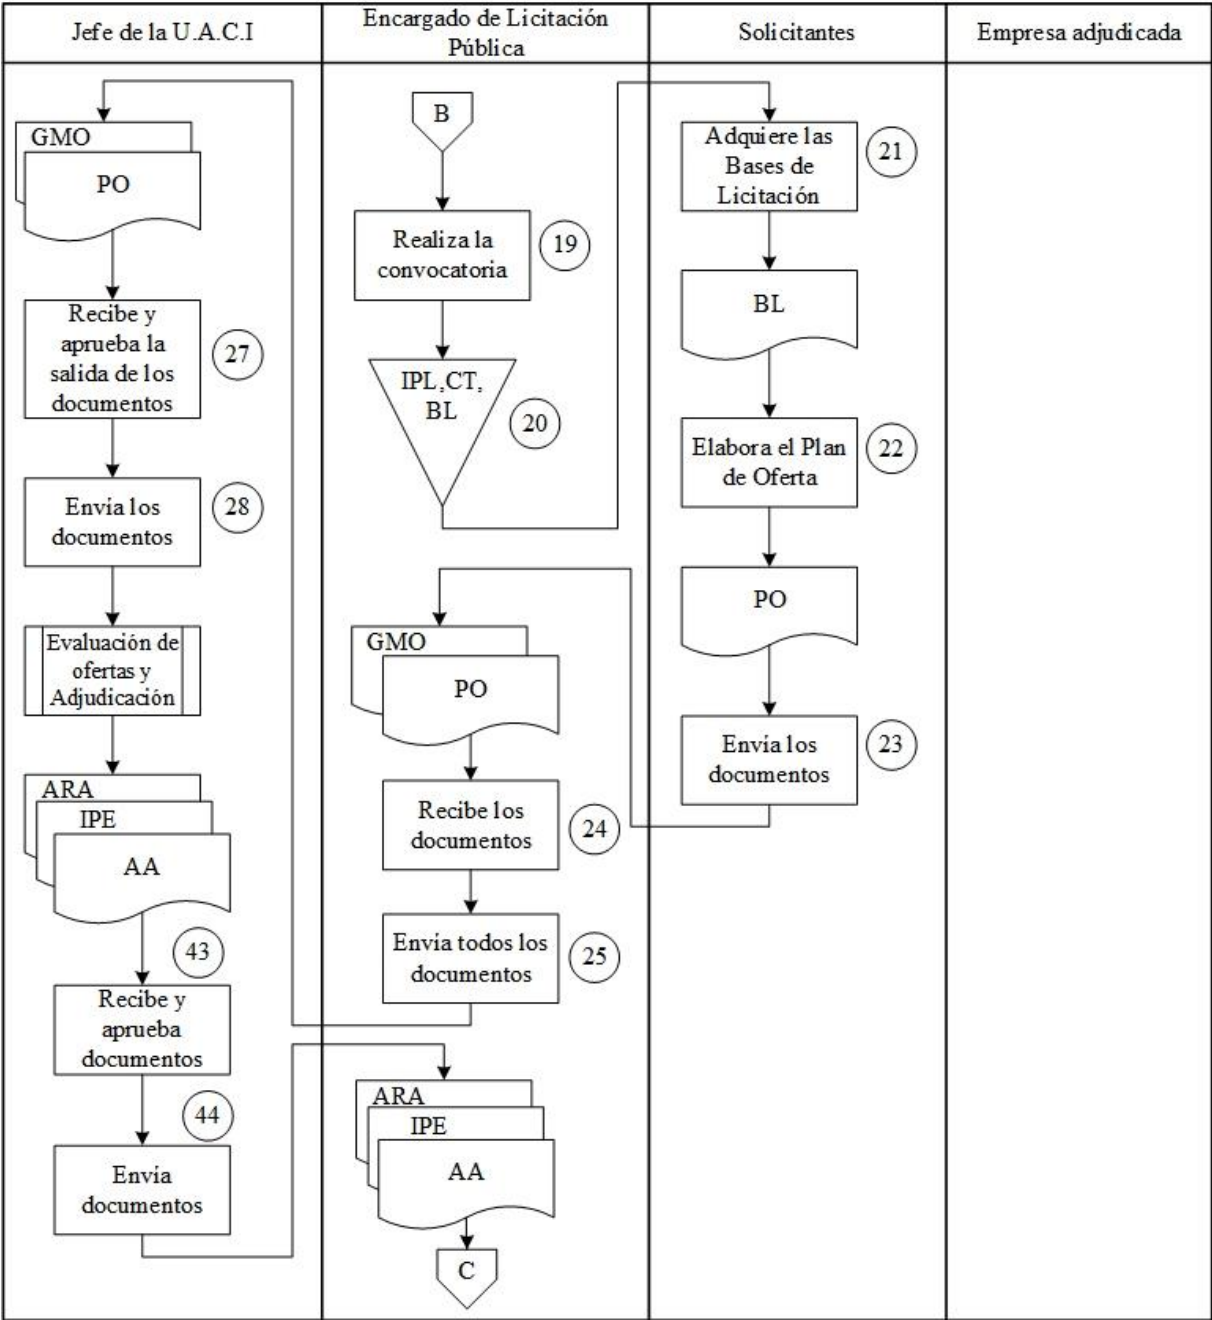 Jefe de la U.A.C.I
Encargado de Licitación
Pública
Solicitantes
Empresa adjudicada
GMO
PO
Recibe y
aprueba la
salida de los
documentos
27
Envía los
documentos
28
Evaluación de
ofertas y
Adjudicación
ARA
IPE
AA
43
Recibe y
aprueba
documentos
44
Envía
documentos
B
Realiza la
convocatoria
19
IPL,CT,
BL
20
GMO
PO
Recibe los
documentos
24
Envía todos los
documentos
25
ARA
IPE
AA
C
Adquiere las
Bases de
Licitación
21
BL
Elabora el Plan
de Oferta
22
PO
Envía los
documentos
23